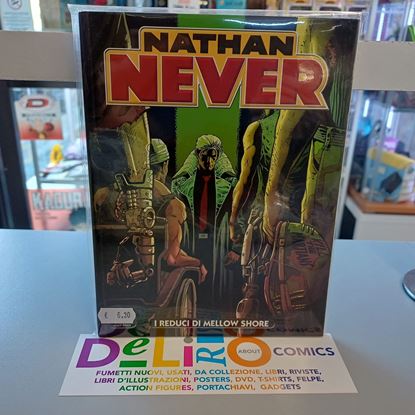 NATHAN
NEVER
€ 6,20
I REDUCI DI MELLOW SHORE
DeLiRiO ABOUT COMICS
FUMETTI NUOVI, USATI, DA COLLEZIONE, LIBRI, RIVISTE,
LIBRI D'ILLUSTRAZIONI, POSTERS, DVD, T-SHIRTS, FELPE,
ACTION FIGURES, PORTACHIAVI, GADGETS